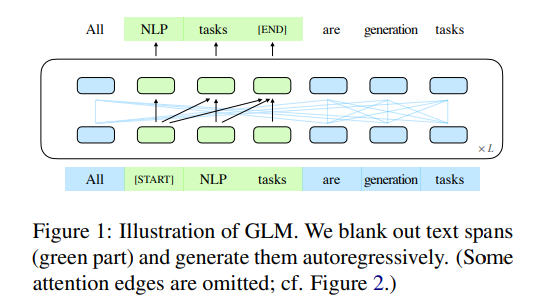 All NLP tasks [END] are generation tasks
×L
All [START] NLP tasks are generation tasks
Figure 1: Illustration of GLM. We blank out text spans
(green part) and generate them autoregressively. (Some
attention edges are omitted; cf. Figure 2.)